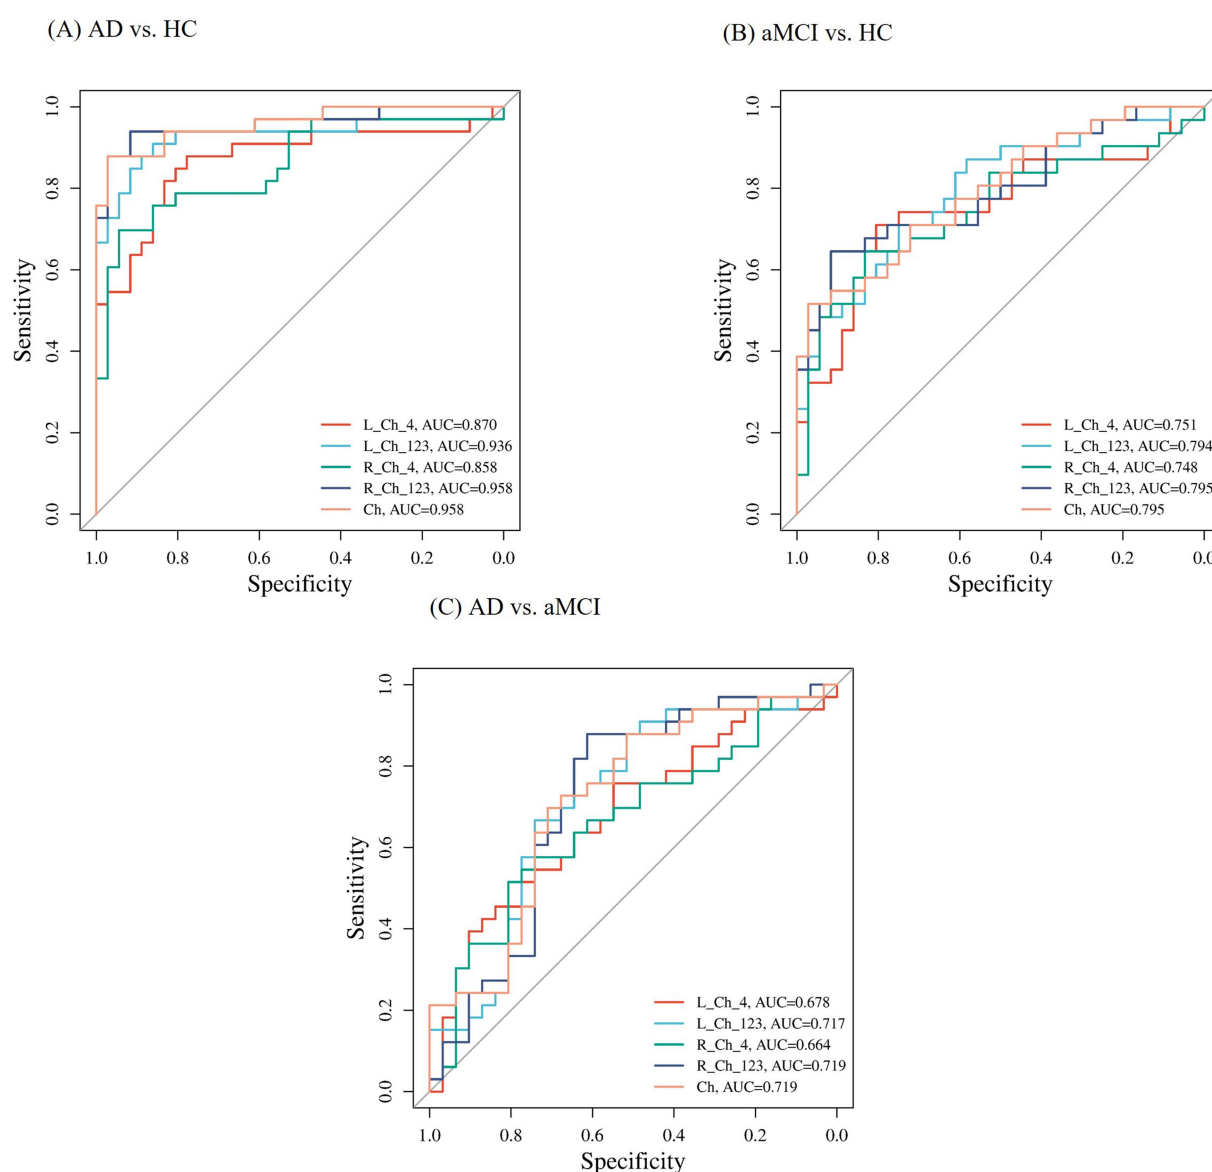 (A) AD vs. HC
1.0
0.8
0.6
0.4
0.2
0.0
Sensitivity
L_Ch_4, AUC=0.870
L_Ch_123, AUC=0.936
R_Ch_4, AUC=0.858
R_Ch_123, AUC=0.958
Ch, AUC=0.958
1.0 0.8 0.6 0.4 0.2 0.0
Specificity
(B) aMCI vs. HC
1.0
0.8
0.6
0.4
0.2
0.0
Sensitivity
L_Ch_4, AUC=0.751
L_Ch_123, AUC=0.794
R_Ch_4, AUC=0.748
R_Ch_123, AUC=0.795
Ch, AUC=0.795
1.0 0.8 0.6 0.4 0.2 0.0
Specificity
(C) AD vs. aMCI
1.0
0.8
0.6
0.4
0.2
0.0
Sensitivity
L_Ch_4, AUC=0.678
L_Ch_123, AUC=0.717
R_Ch_4, AUC=0.664
R_Ch_123, AUC=0.719
Ch, AUC=0.719
1.0 0.8 0.6 0.4 0.2 0.0
Specificity